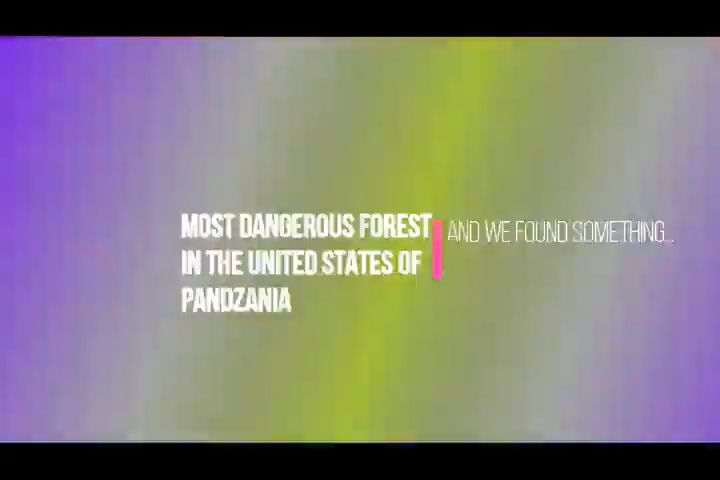 MOST DANGEROUS FOREST
IN THE UNITED STATES OF
PANDZANIA
AND WE FOUND SOMETHING...